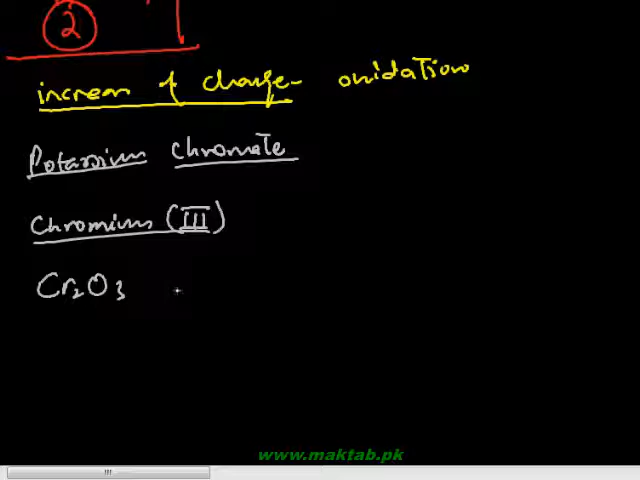 2
increase of charge - oxidation
Potassium chromate
Chromium (III)
Cr₂O₃
www.maktab.pk